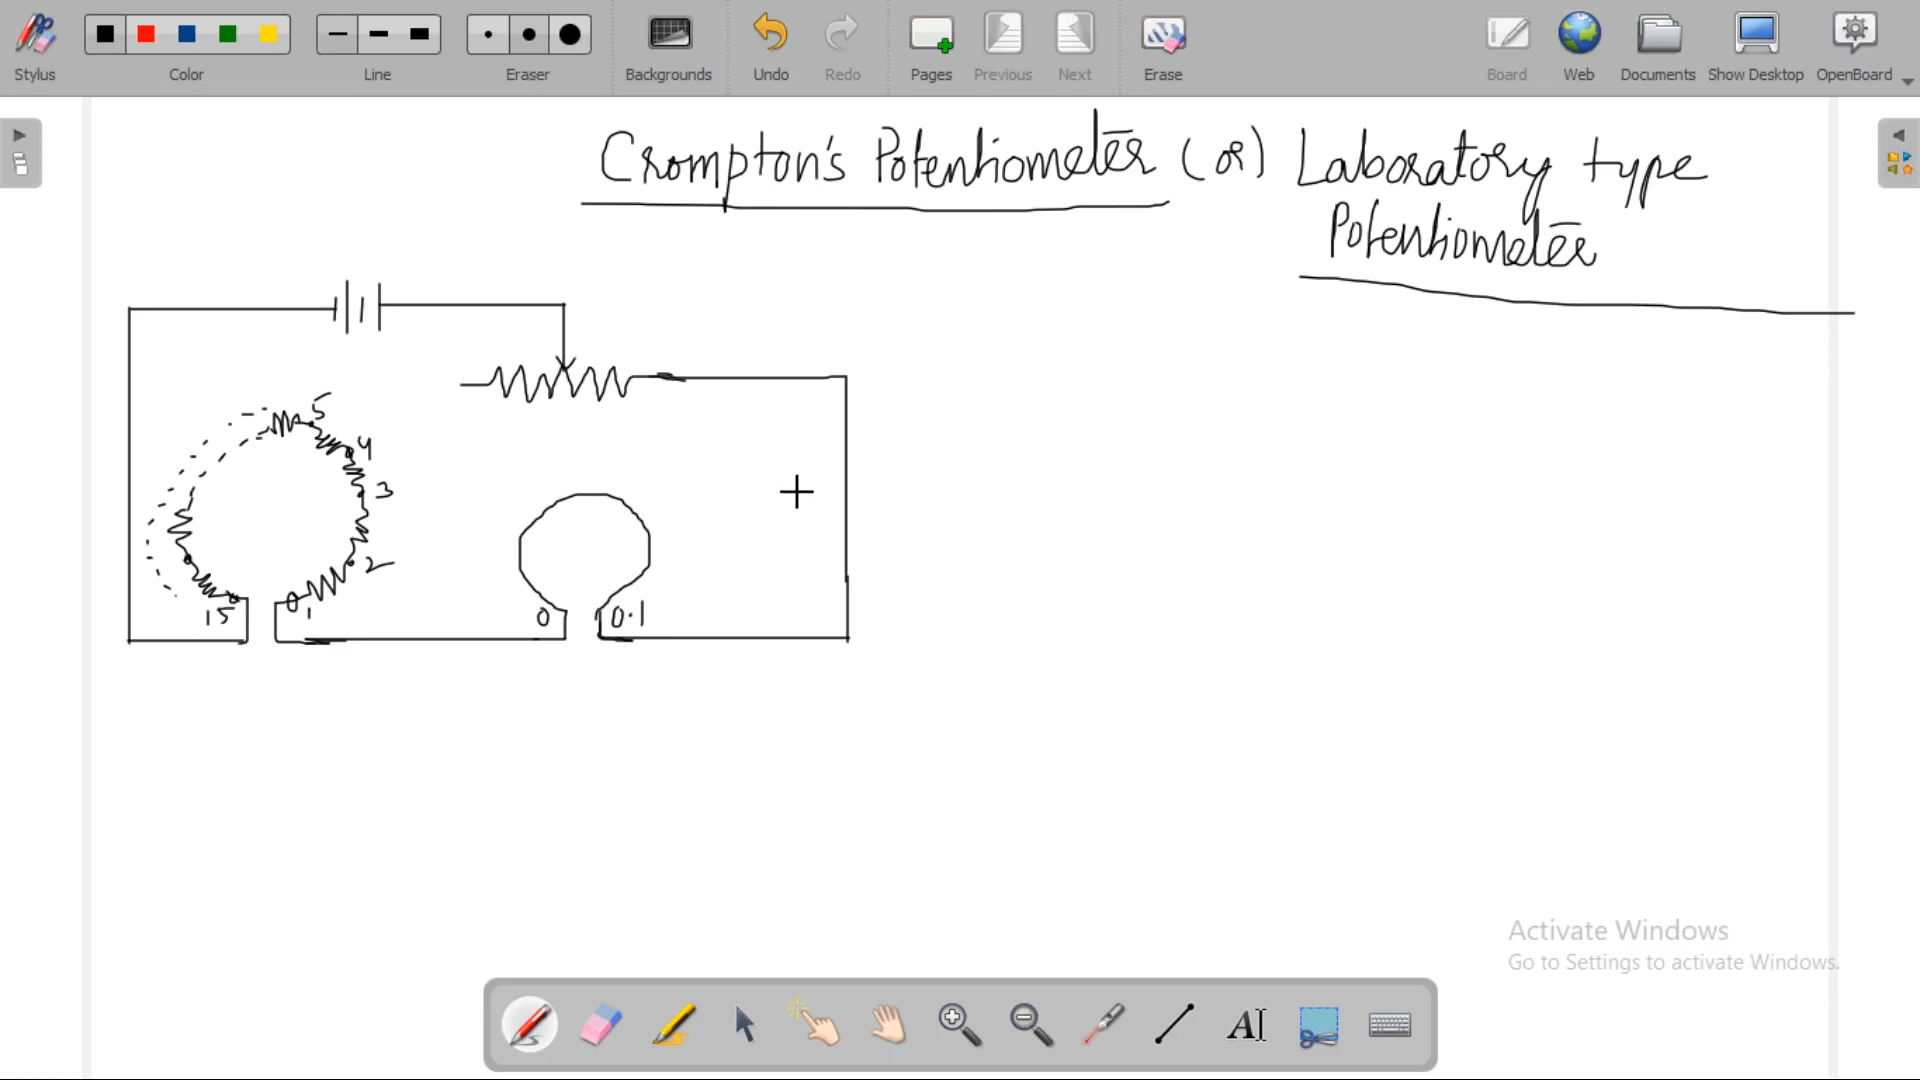 Stylus
Color
Line
Eraser
Backgrounds
Undo
Redo
Pages
Previous
Next
Erase
Board
Web
Documents
Show Desktop
OpenBoard
Crompton's Potentiometer (or) Laboratory type
Potentiometer
5
4
3
2
1
0
15
0
0.1
Activate Windows
Go to Settings to activate Windows.
AI